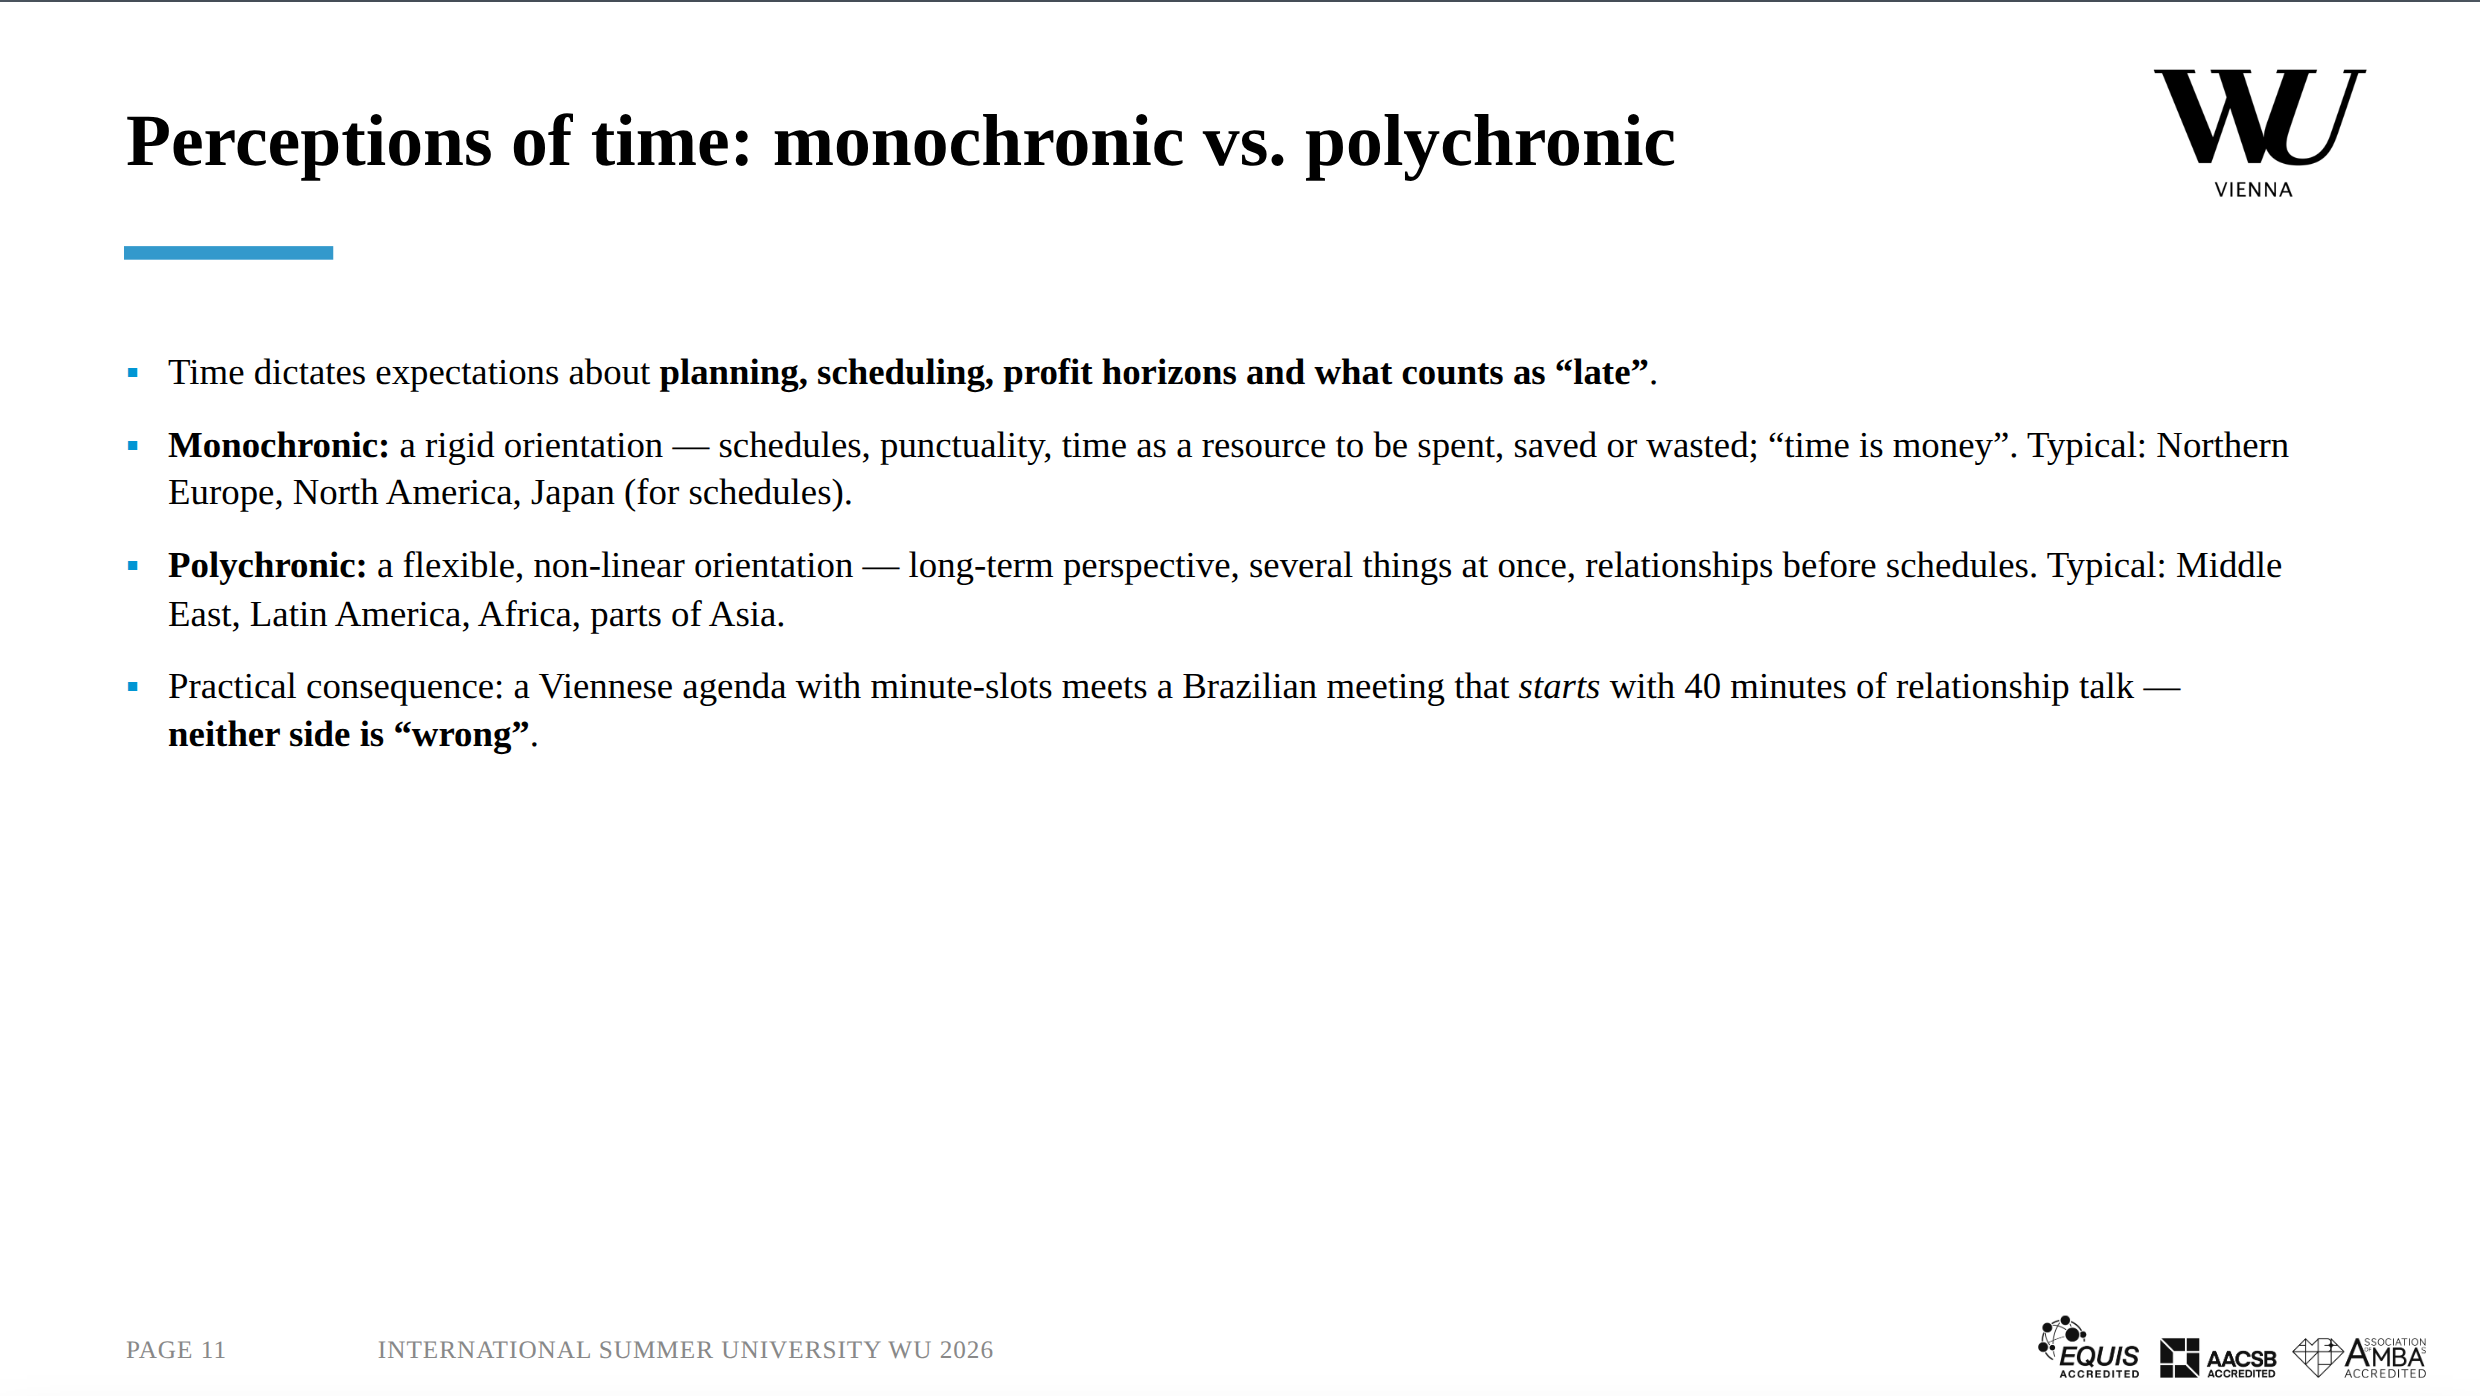 Perceptions of time: monochronic vs. polychronic
WU
VIENNA
▪ Time dictates expectations about planning, scheduling, profit horizons and what counts as “late”.
▪ Monochronic: a rigid orientation — schedules, punctuality, time as a resource to be spent, saved or wasted; “time is money”. Typical: Northern
Europe, North America, Japan (for schedules).
▪ Polychronic: a flexible, non-linear orientation — long-term perspective, several things at once, relationships before schedules. Typical: Middle
East, Latin America, Africa, parts of Asia.
▪ Practical consequence: a Viennese agenda with minute-slots meets a Brazilian meeting that starts with 40 minutes of relationship talk —
neither side is “wrong”.
PAGE 11
INTERNATIONAL SUMMER UNIVERSITY WU 2026
EQUIS
ACCREDITED
AACSB
ACCREDITED
ASSOCIATION
OF
AMBAS
ACCREDITED